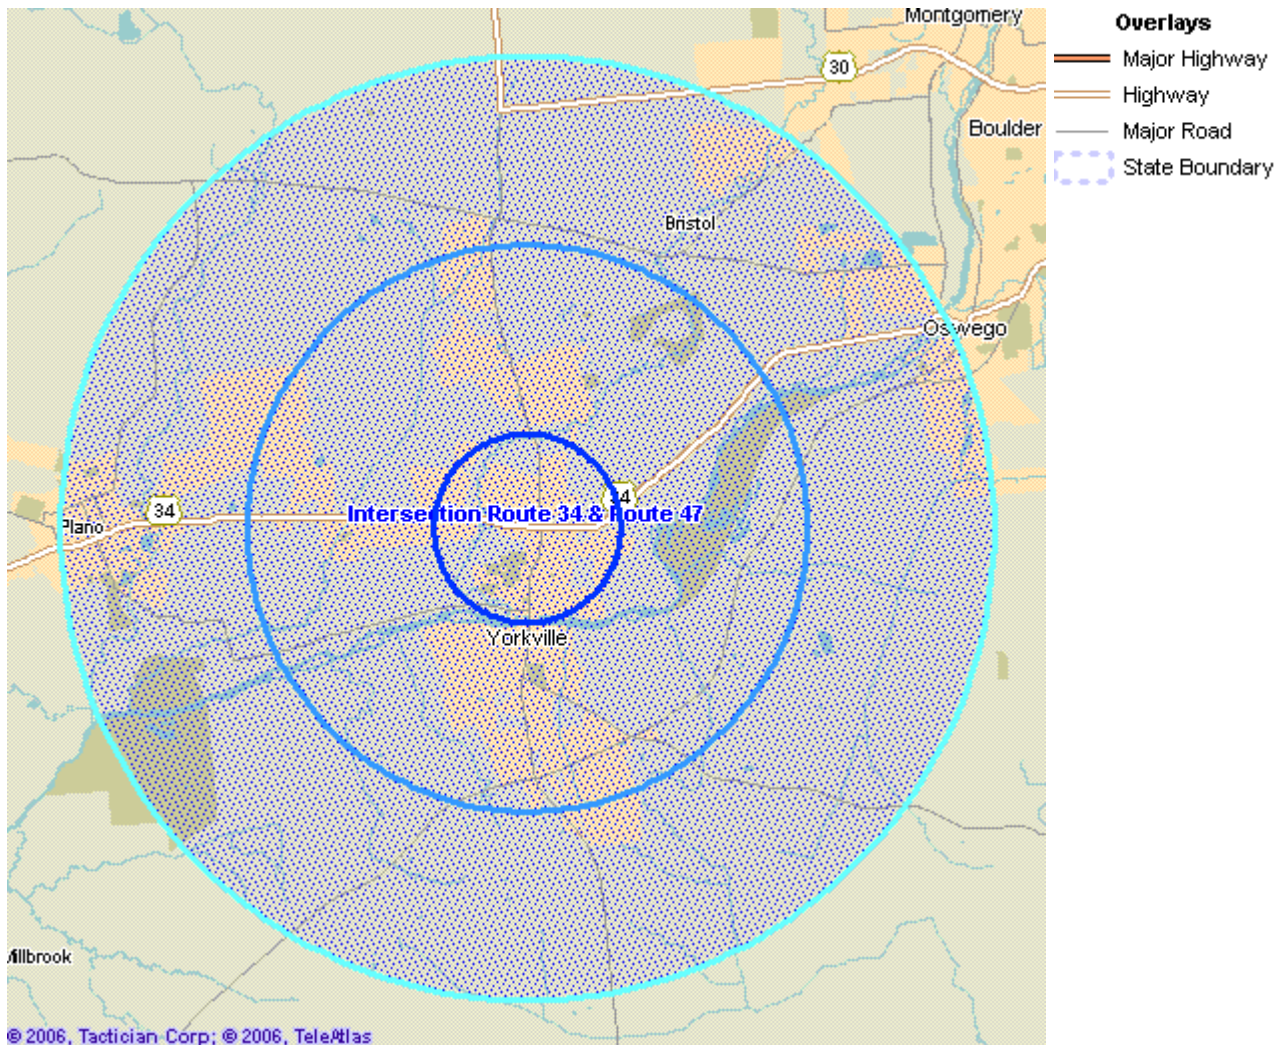 Montgomery
Overlays
Major Highway
30
Highway
Boulder
Major Road
State Boundary
Bristol
Oswego
34
34
Intersection Route 34 & Route 47
Plano
Yorkville
Millbrook
© 2006, Tactician Corp; © 2006, TeleAtlas